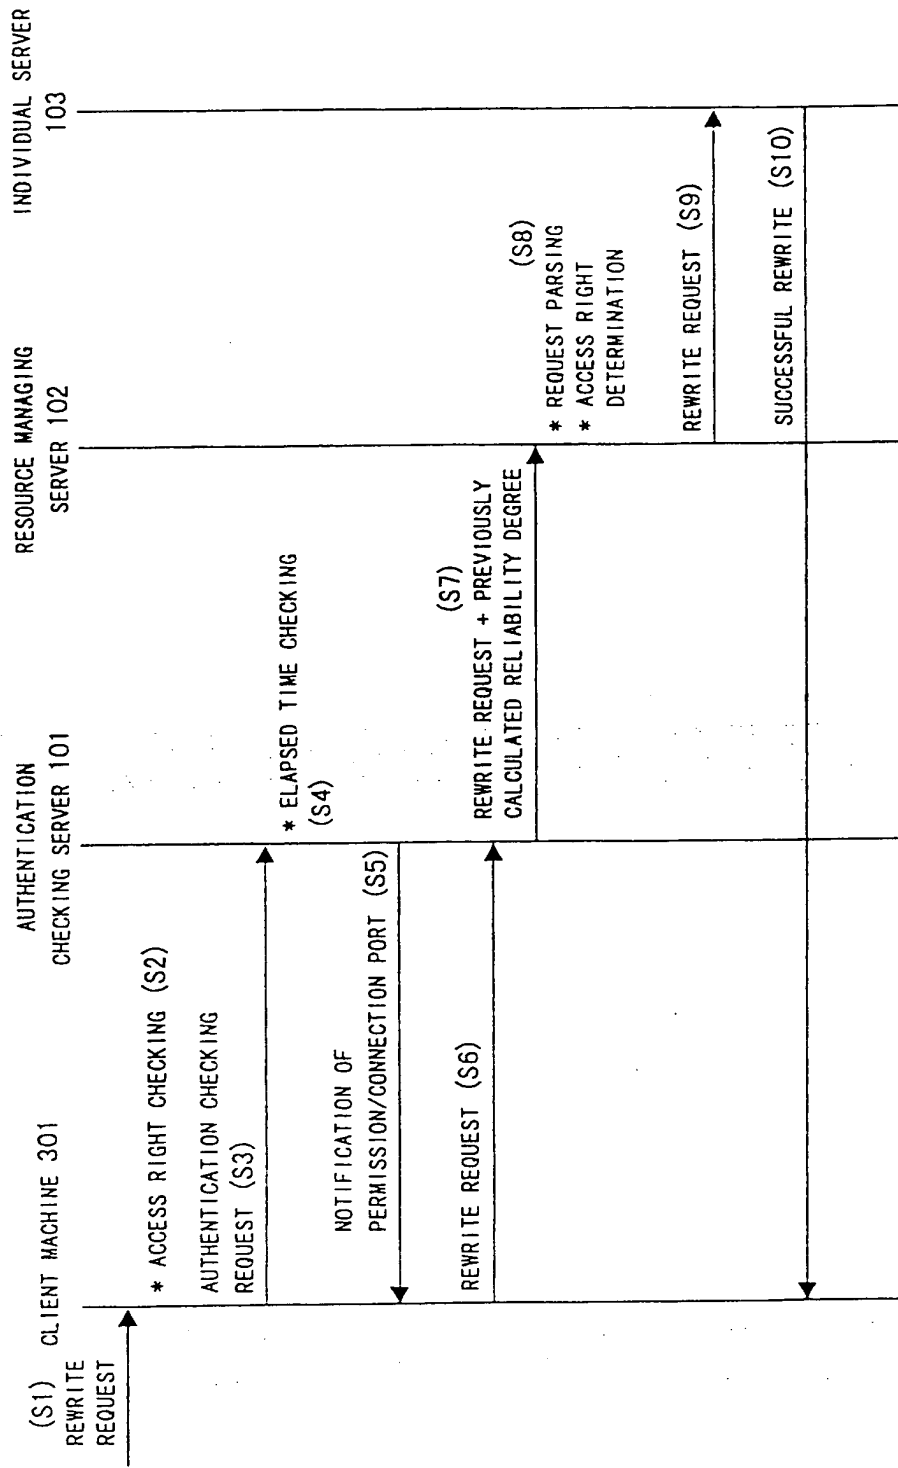 (S1)
REWRITE
REQUEST
CLIENT MACHINE 301
AUTHENTICATION
CHECKING SERVER 101
RESOURCE MANAGING
SERVER 102
INDIVIDUAL SERVER
103
* ACCESS RIGHT CHECKING (S2)
AUTHENTICATION CHECKING
REQUEST (S3)
* ELAPSED TIME CHECKING
(S4)
NOTIFICATION OF
PERMISSION/CONNECTION PORT (S5)
REWRITE REQUEST (S6)
(S7)
REWRITE REQUEST + PREVIOUSLY
CALCULATED RELIABILITY DEGREE
(S8)
* REQUEST PARSING
* ACCESS RIGHT
DETERMINATION
REWRITE REQUEST (S9)
SUCCESSFUL REWRITE (S10)